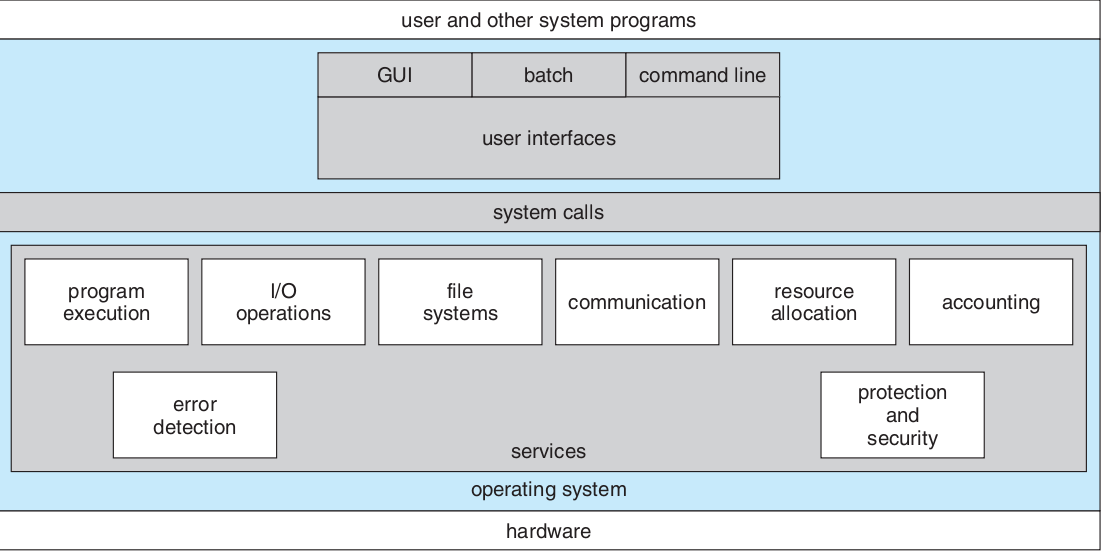 user and other system programs
GUI
batch
command line
user interfaces
system calls
program
execution
I/O
operations
file
systems
communication
resource
allocation
accounting
error
detection
protection
and
security
services
operating system
hardware